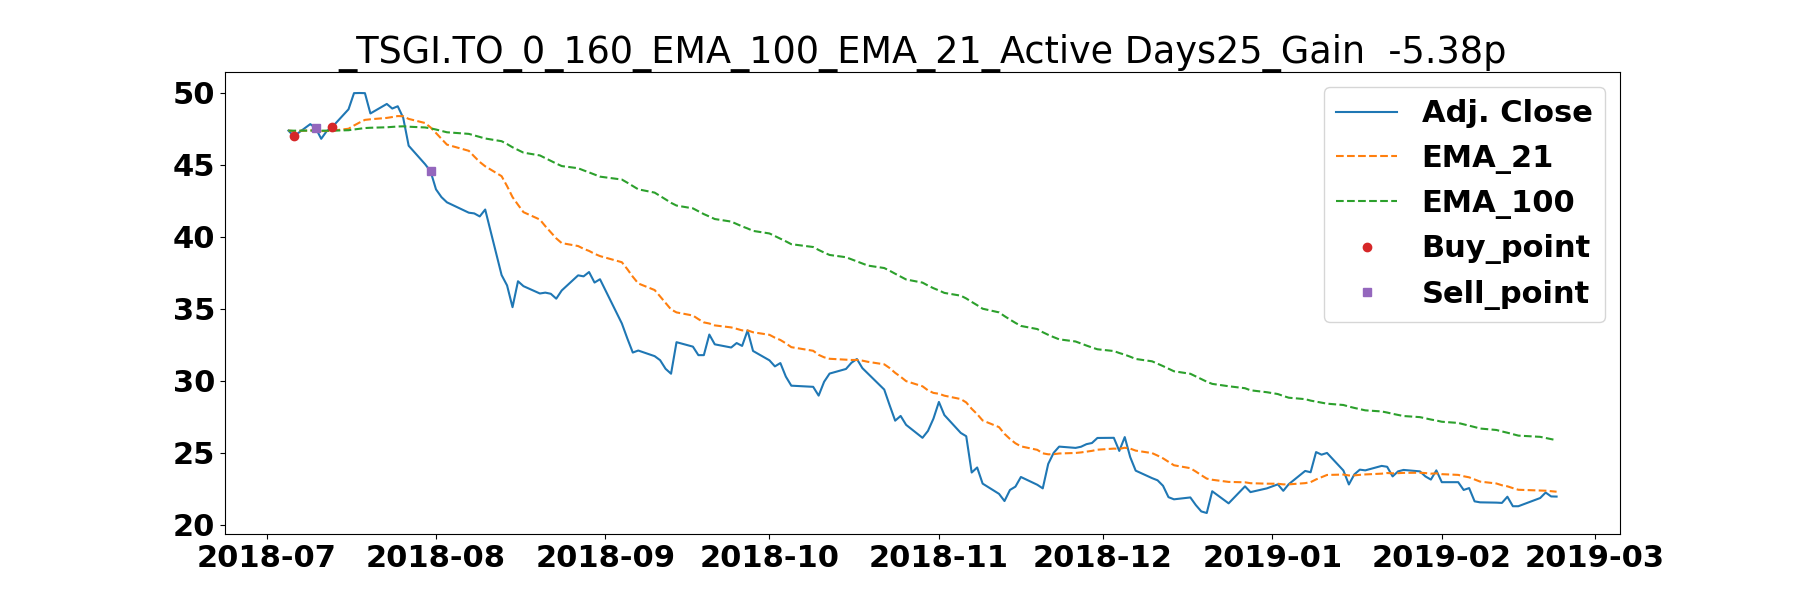 _TSGI.TO_0_160_EMA_100_EMA_21_Active Days25_Gain  -5.38p
50
45
40
35
30
25
20
Adj. Close
EMA_21
EMA_100
Buy_point
Sell_point
2018-07 2018-08 2018-09 2018-10 2018-11 2018-12 2019-01 2019-02 2019-03